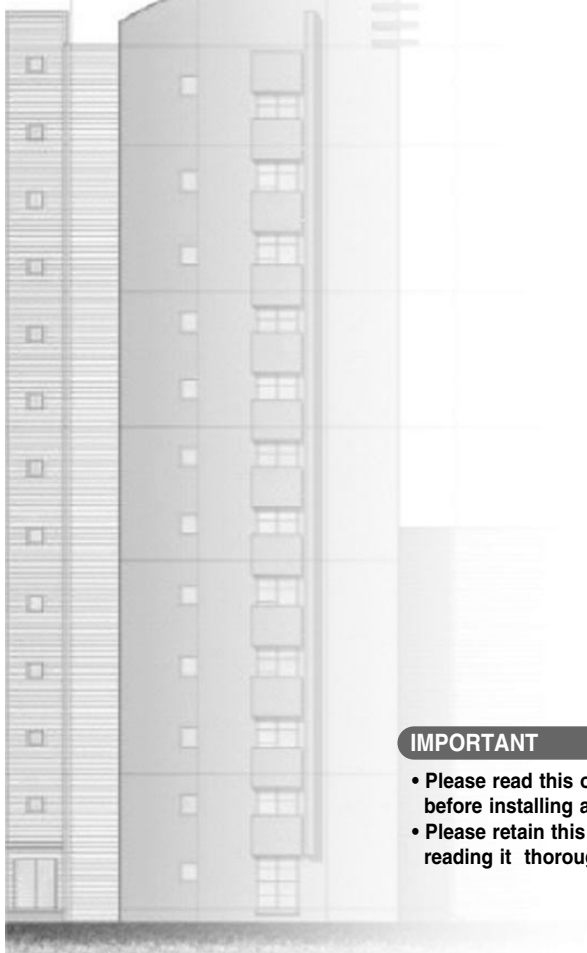 IMPORTANT
• Please read this
before installing
• Please retain this
reading it